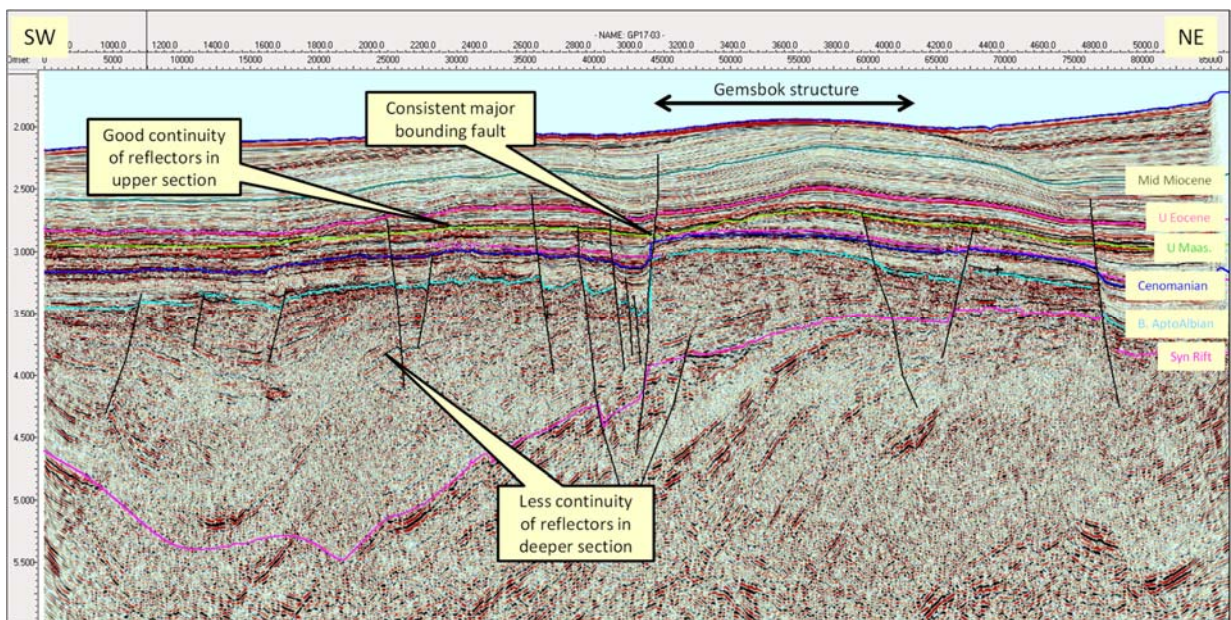 SW
NE
- NAME: GP17-03 -
0 1000.0 1200.0 1400.0 1600.0 1800.0 2000.0 2200.0 2400.0 2600.0 2800.0 3000.0 3200.0 3400.0 3600.0 3800.0 4000.0 4200.0 4400.0 4600.0 4800.0 5000.0
Offset: 0 5000 10000 15000 20000 25000 30000 35000 40000 45000 50000 55000 60000 65000 70000 75000 80000 85000
Gemsbok structure
Consistent major
bounding fault
Good continuity
of reflectors in
upper section
Less continuity
of reflectors in
deeper section
2.000
2.500
3.000
3.500
4.000
4.500
5.000
5.500
Mid Miocene
U Eocene
U Maas.
Cenomanian
B. AptoAlbian
Syn Rift